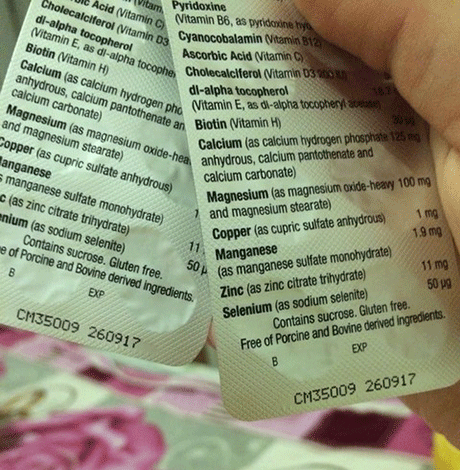 Acid (Vitamin C)
Cholecalciferol (Vitamin D3
dl-alpha tocopherol
(Vitamin E, as dl-alpha tocophe
Biotin (Vitamin H)
Calcium (as calcium hydrogen pho
anhydrous, calcium pantothenate an
calcium carbonate)
Magnesium (as magnesium oxide-hea
and magnesium stearate)
Copper (as cupric sulfate anhydrous)
anganese
s manganese sulfate monohydrate)
c (as zinc citrate trihydrate)
enium (as sodium selenite) 11
Contains sucrose. Gluten free. 50 µ
ee of Porcine and Bovine derived ingredients.
B EXP
CM35009 260917
Pyridoxine
(Vitamin B6, as pyridoxine hy
Cyanocobalamin (Vitamin B12)
Ascorbic Acid (Vitamin C)
Cholecalciferol (Vitamin D3
dl-alpha tocopherol
(Vitamin E, as dl-alpha tocopheryl acetate)
Biotin (Vitamin H)
Calcium (as calcium hydrogen phosphate 125 mg
anhydrous, calcium pantothenate and
calcium carbonate)
Magnesium (as magnesium oxide-heavy 100 mg
and magnesium stearate)
Copper (as cupric sulfate anhydrous) 1 mg
Manganese 1.9 mg
(as manganese sulfate monohydrate)
Zinc (as zinc citrate trihydrate) 11 mg
Selenium (as sodium selenite) 50 µg
Contains sucrose. Gluten free.
Free of Porcine and Bovine derived ingredients.
B EXP
CM35009 260917